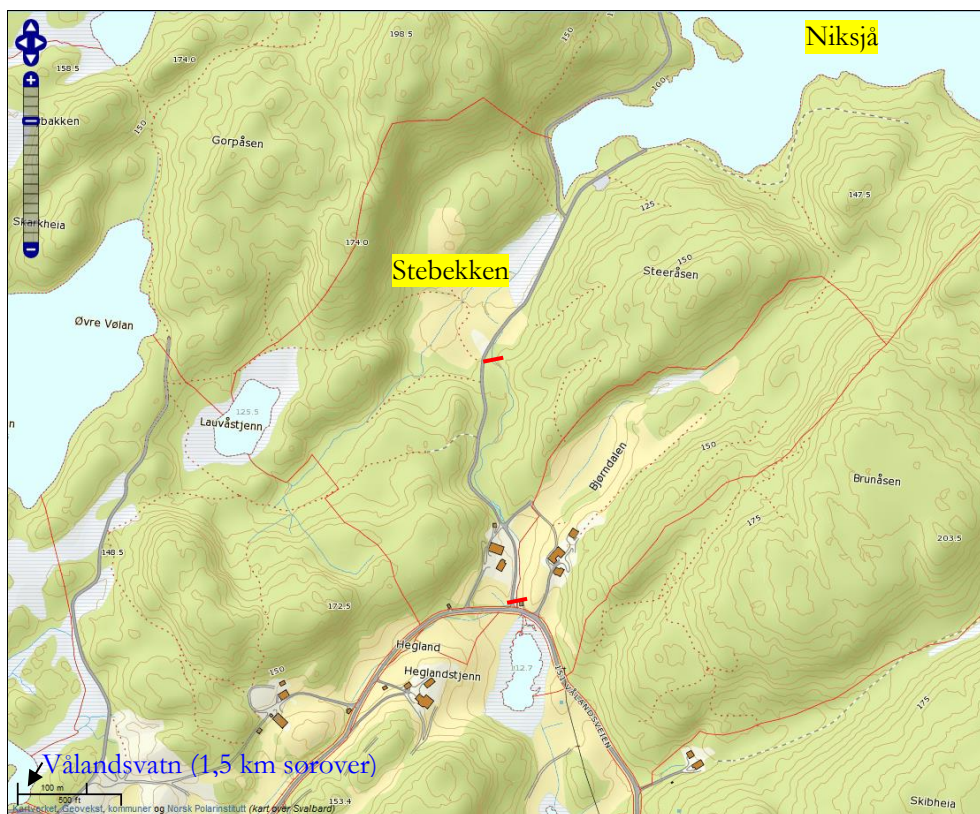 Niksjå
198.5
150
174.0
158.5
bakken
150
100
Gorpåsen
147.5
Skarkheia
125
174.0
150
Stebekken
Steeråsen
Øvre Vølan
125.5
Lauvåstjenn
150
Bjørndalen
Brunåsen
175
203.5
148.5
172.5
Hegland
150
Heglandstjenn
12.7
VÅLANDSVEIEN
175
Vålandsvatn (1,5 km sørover)
100 m
500 ft
153.4
Skibheia
Kartverket, Geovekst, kommuner og Norsk Polarinstitutt (kart over Svalbard)